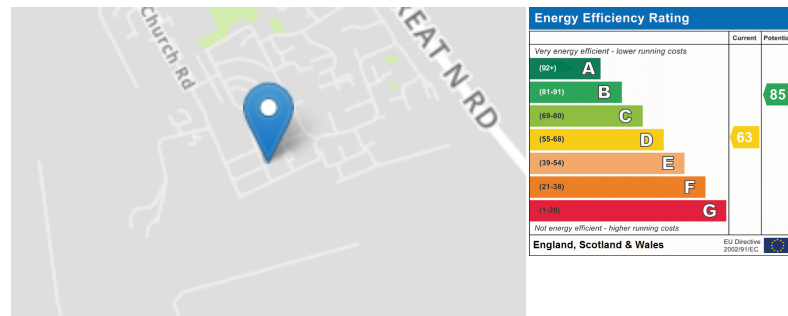 Church Rd
REAT N RD
Energy Efficiency Rating
Current Potentia
Very energy efficient - lower running costs
(92+) A
(81-91) B
85
(69-80) C
(55-68) D
63
(39-54) E
(21-38) F
(1-20) G
Not energy efficient - higher running costs
England, Scotland & Wales
EU Directive
2002/91/EC